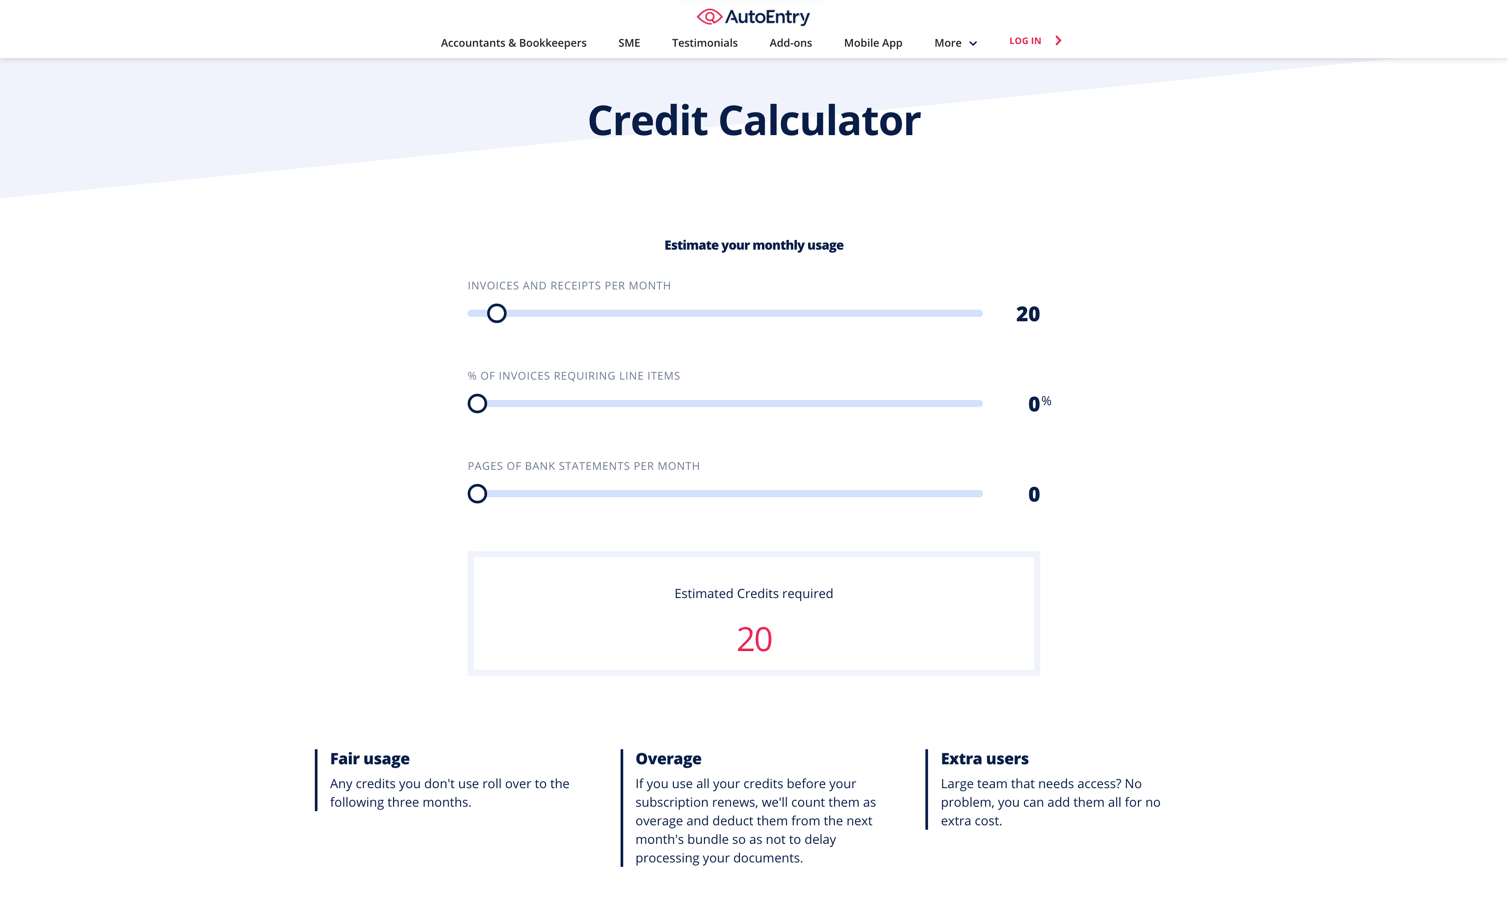 AutoEntry
Accountants & Bookkeepers SME Testimonials Add-ons Mobile App More LOG IN
Credit Calculator
Estimate your monthly usage
INVOICES AND RECEIPTS PER MONTH
20
% OF INVOICES REQUIRING LINE ITEMS
0%
PAGES OF BANK STATEMENTS PER MONTH
0
Estimated Credits required
20
Fair usage
Any credits you don't use roll over to the
following three months.
Overage
If you use all your credits before your
subscription renews, we'll count them as
overage and deduct them from the next
month's bundle so as not to delay
processing your documents.
Extra users
Large team that needs access? No
problem, you can add them all for no
extra cost.